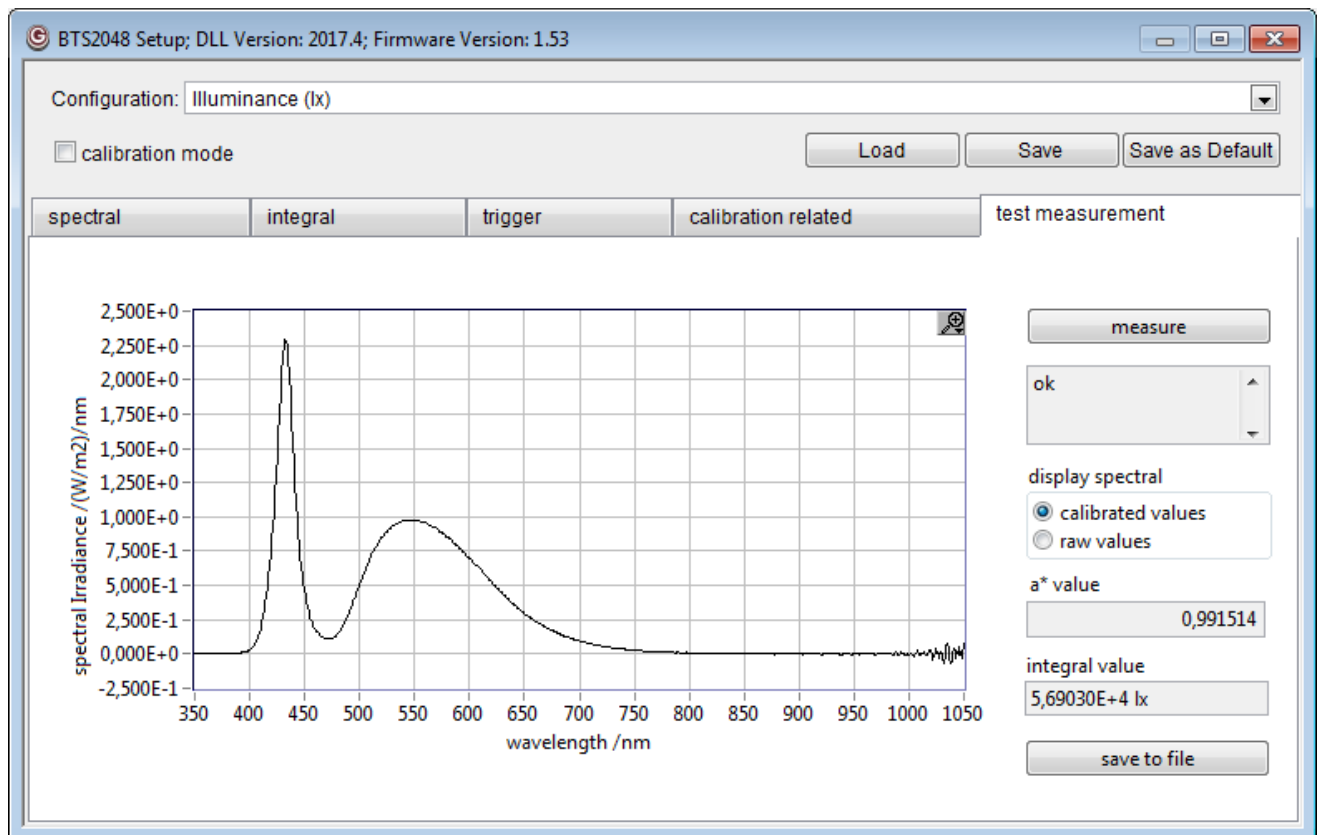 BTS2048 Setup; DLL Version: 2017.4; Firmware Version: 1.53
Configuration: Illuminance (lx)
calibration mode
Load Save Save as Default
spectral integral trigger calibration related test measurement
spectral Irradiance /(W/m2)/nm
2,500E+0
2,250E+0
2,000E+0
1,750E+0
1,500E+0
1,250E+0
1,000E+0
7,500E-1
5,000E-1
2,500E-1
0,000E+0
-2,500E-1
350 400 450 500 550 600 650 700 750 800 850 900 950 1000 1050
wavelength /nm
measure
ok
display spectral
calibrated values
raw values
a* value
0,991514
integral value
5,69030E+4 lx
save to file